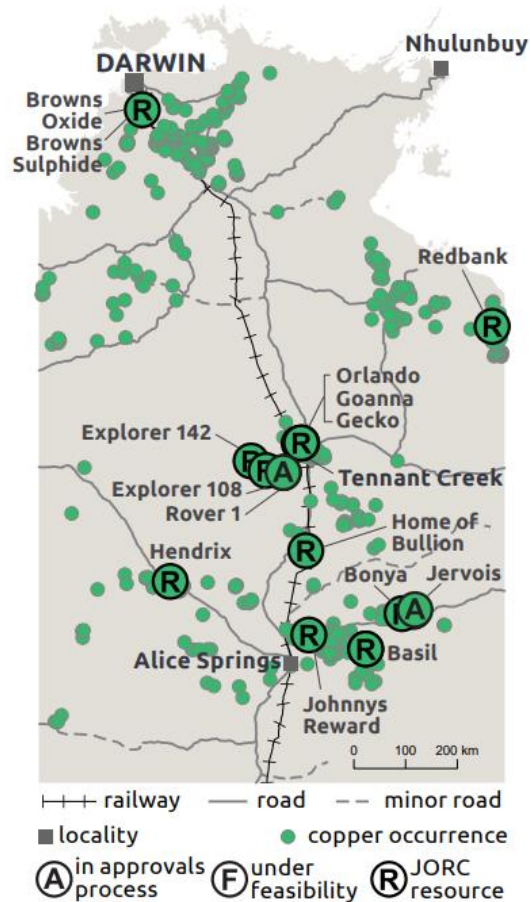 Nhulunbuy
DARWIN
Browns
Oxide
Browns
Sulphide
R
Redbank
R
Orlando
Goanna
Gecko
R
Explorer 142
A
Tennant Creek
Explorer 108
Rover 1
Home of
Bullion
R
Hendrix
R
Bonya
Jervois
A
R
R
Basil
Alice Springs
Johnnys
Reward
0 100 200 km
railway road minor road
locality copper occurrence
A in approvals process
F under feasibility
R JORC resource